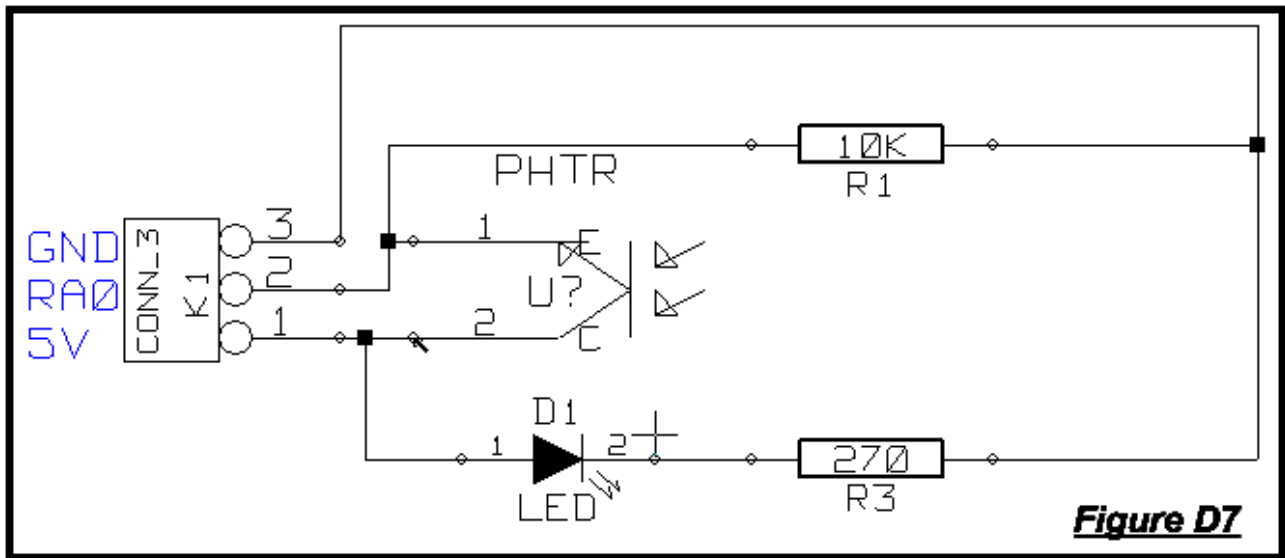 10K
R1
PHTR
GND
RA0
5V
CONN_3
K1
3
2
1
1
E
U?
2
C
D1
1
2
LED
270
R3
Figure D7